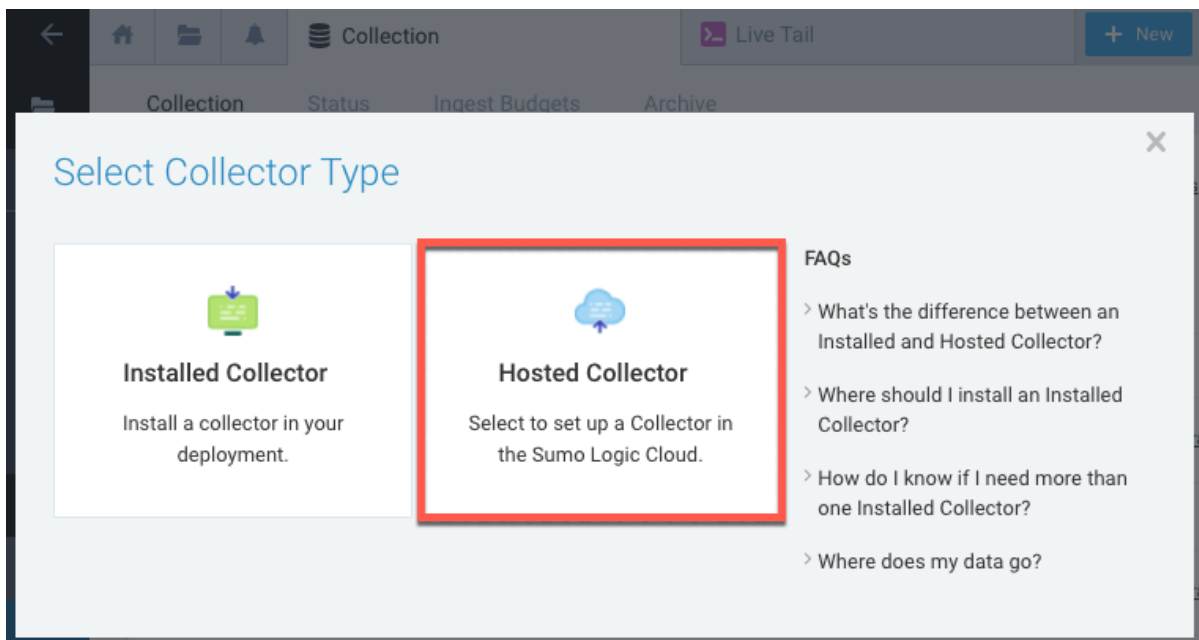 Collection
Live Tail
+ New
Collection
Status
Ingest Budgets
Archive
Select Collector Type
Installed Collector
Install a collector in your
deployment.
Hosted Collector
Select to set up a Collector in
the Sumo Logic Cloud.
FAQs
What's the difference between an
Installed and Hosted Collector?
Where should I install an Installed
Collector?
How do I know if I need more than
one Installed Collector?
Where does my data go?